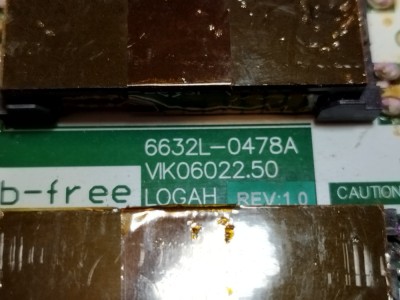 6632L-0478A
VIK06022.50
b-free LOGAH REV:1.0 CAUTION